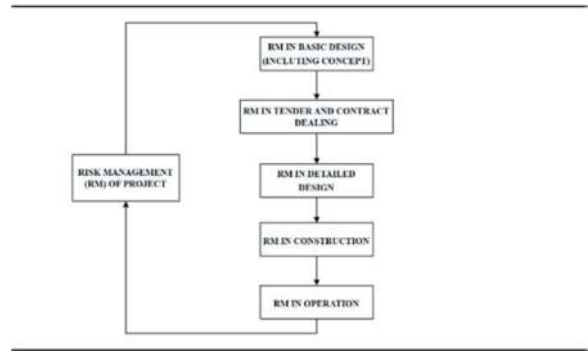 RM IN BASIC DESIGN
(INCLUDING CONCEPT)
RM IN TENDER AND CONTRACT
DEALING
RISK MANAGEMENT
(RM) OF PROJECT
RM IN DETAILED
DESIGN
RM IN CONSTRUCTION
RM IN OPERATION